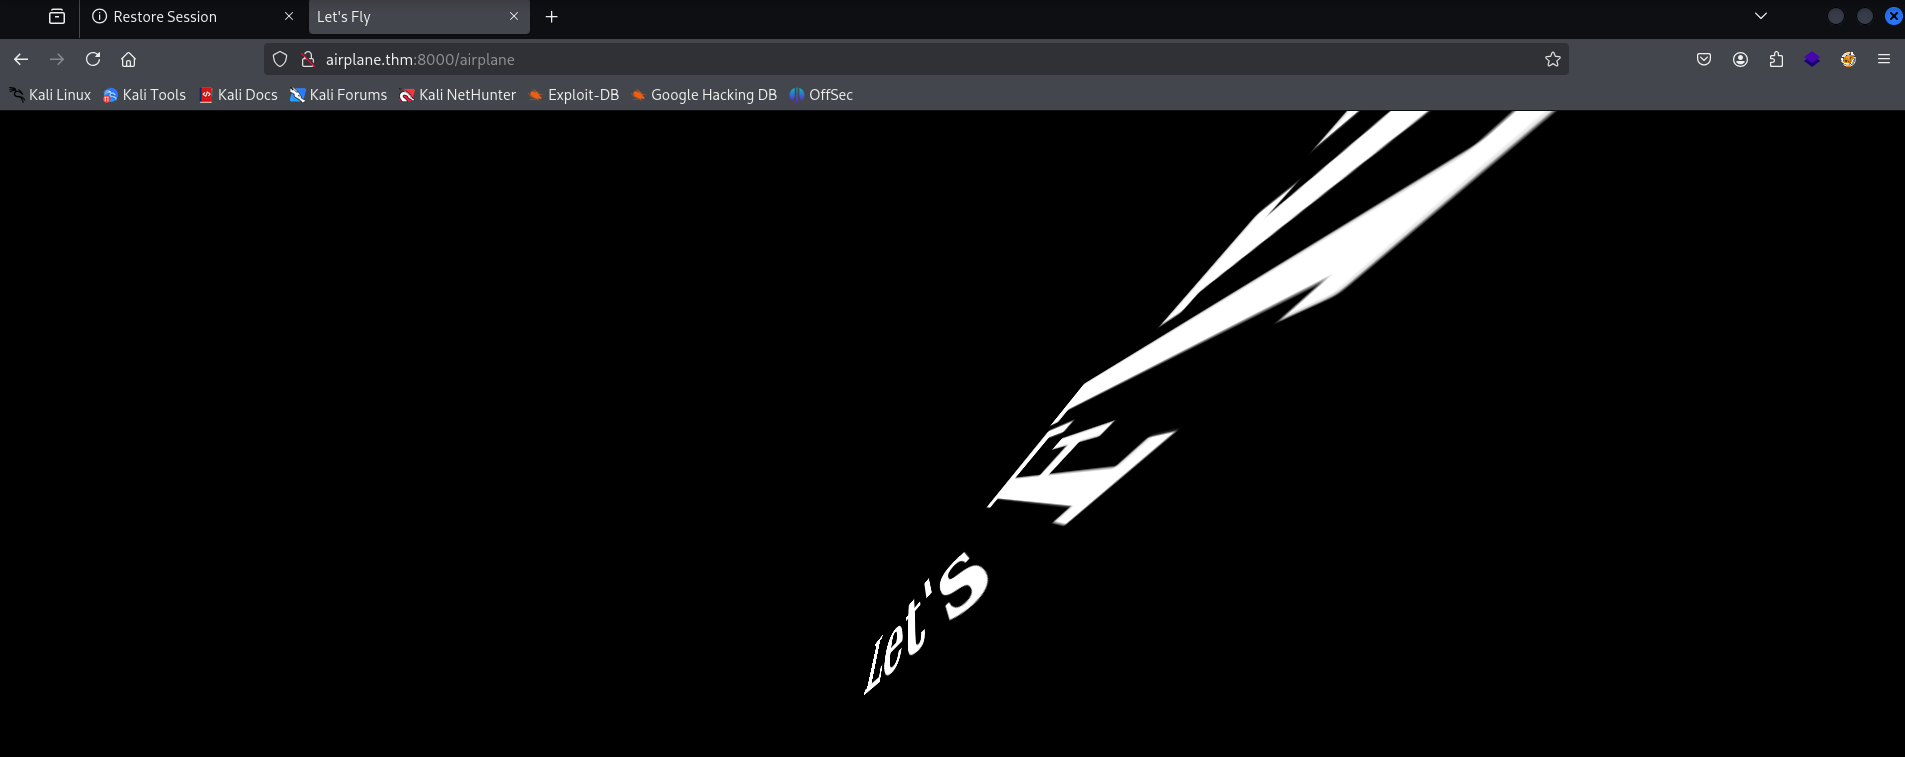 Restore Session
Let's Fly
airplane.thm:8000/airplane
Kali Linux
Kali Tools
Kali Docs
Kali Forums
Kali NetHunter
Exploit-DB
Google Hacking DB
OffSec
Let's Fl